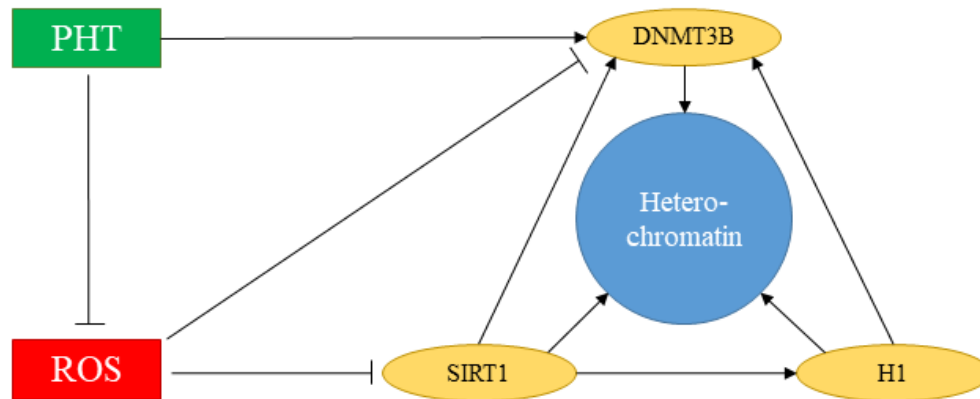 PHT
DNMT3B
Hetero-
chromatin
ROS
SIRT1
H1